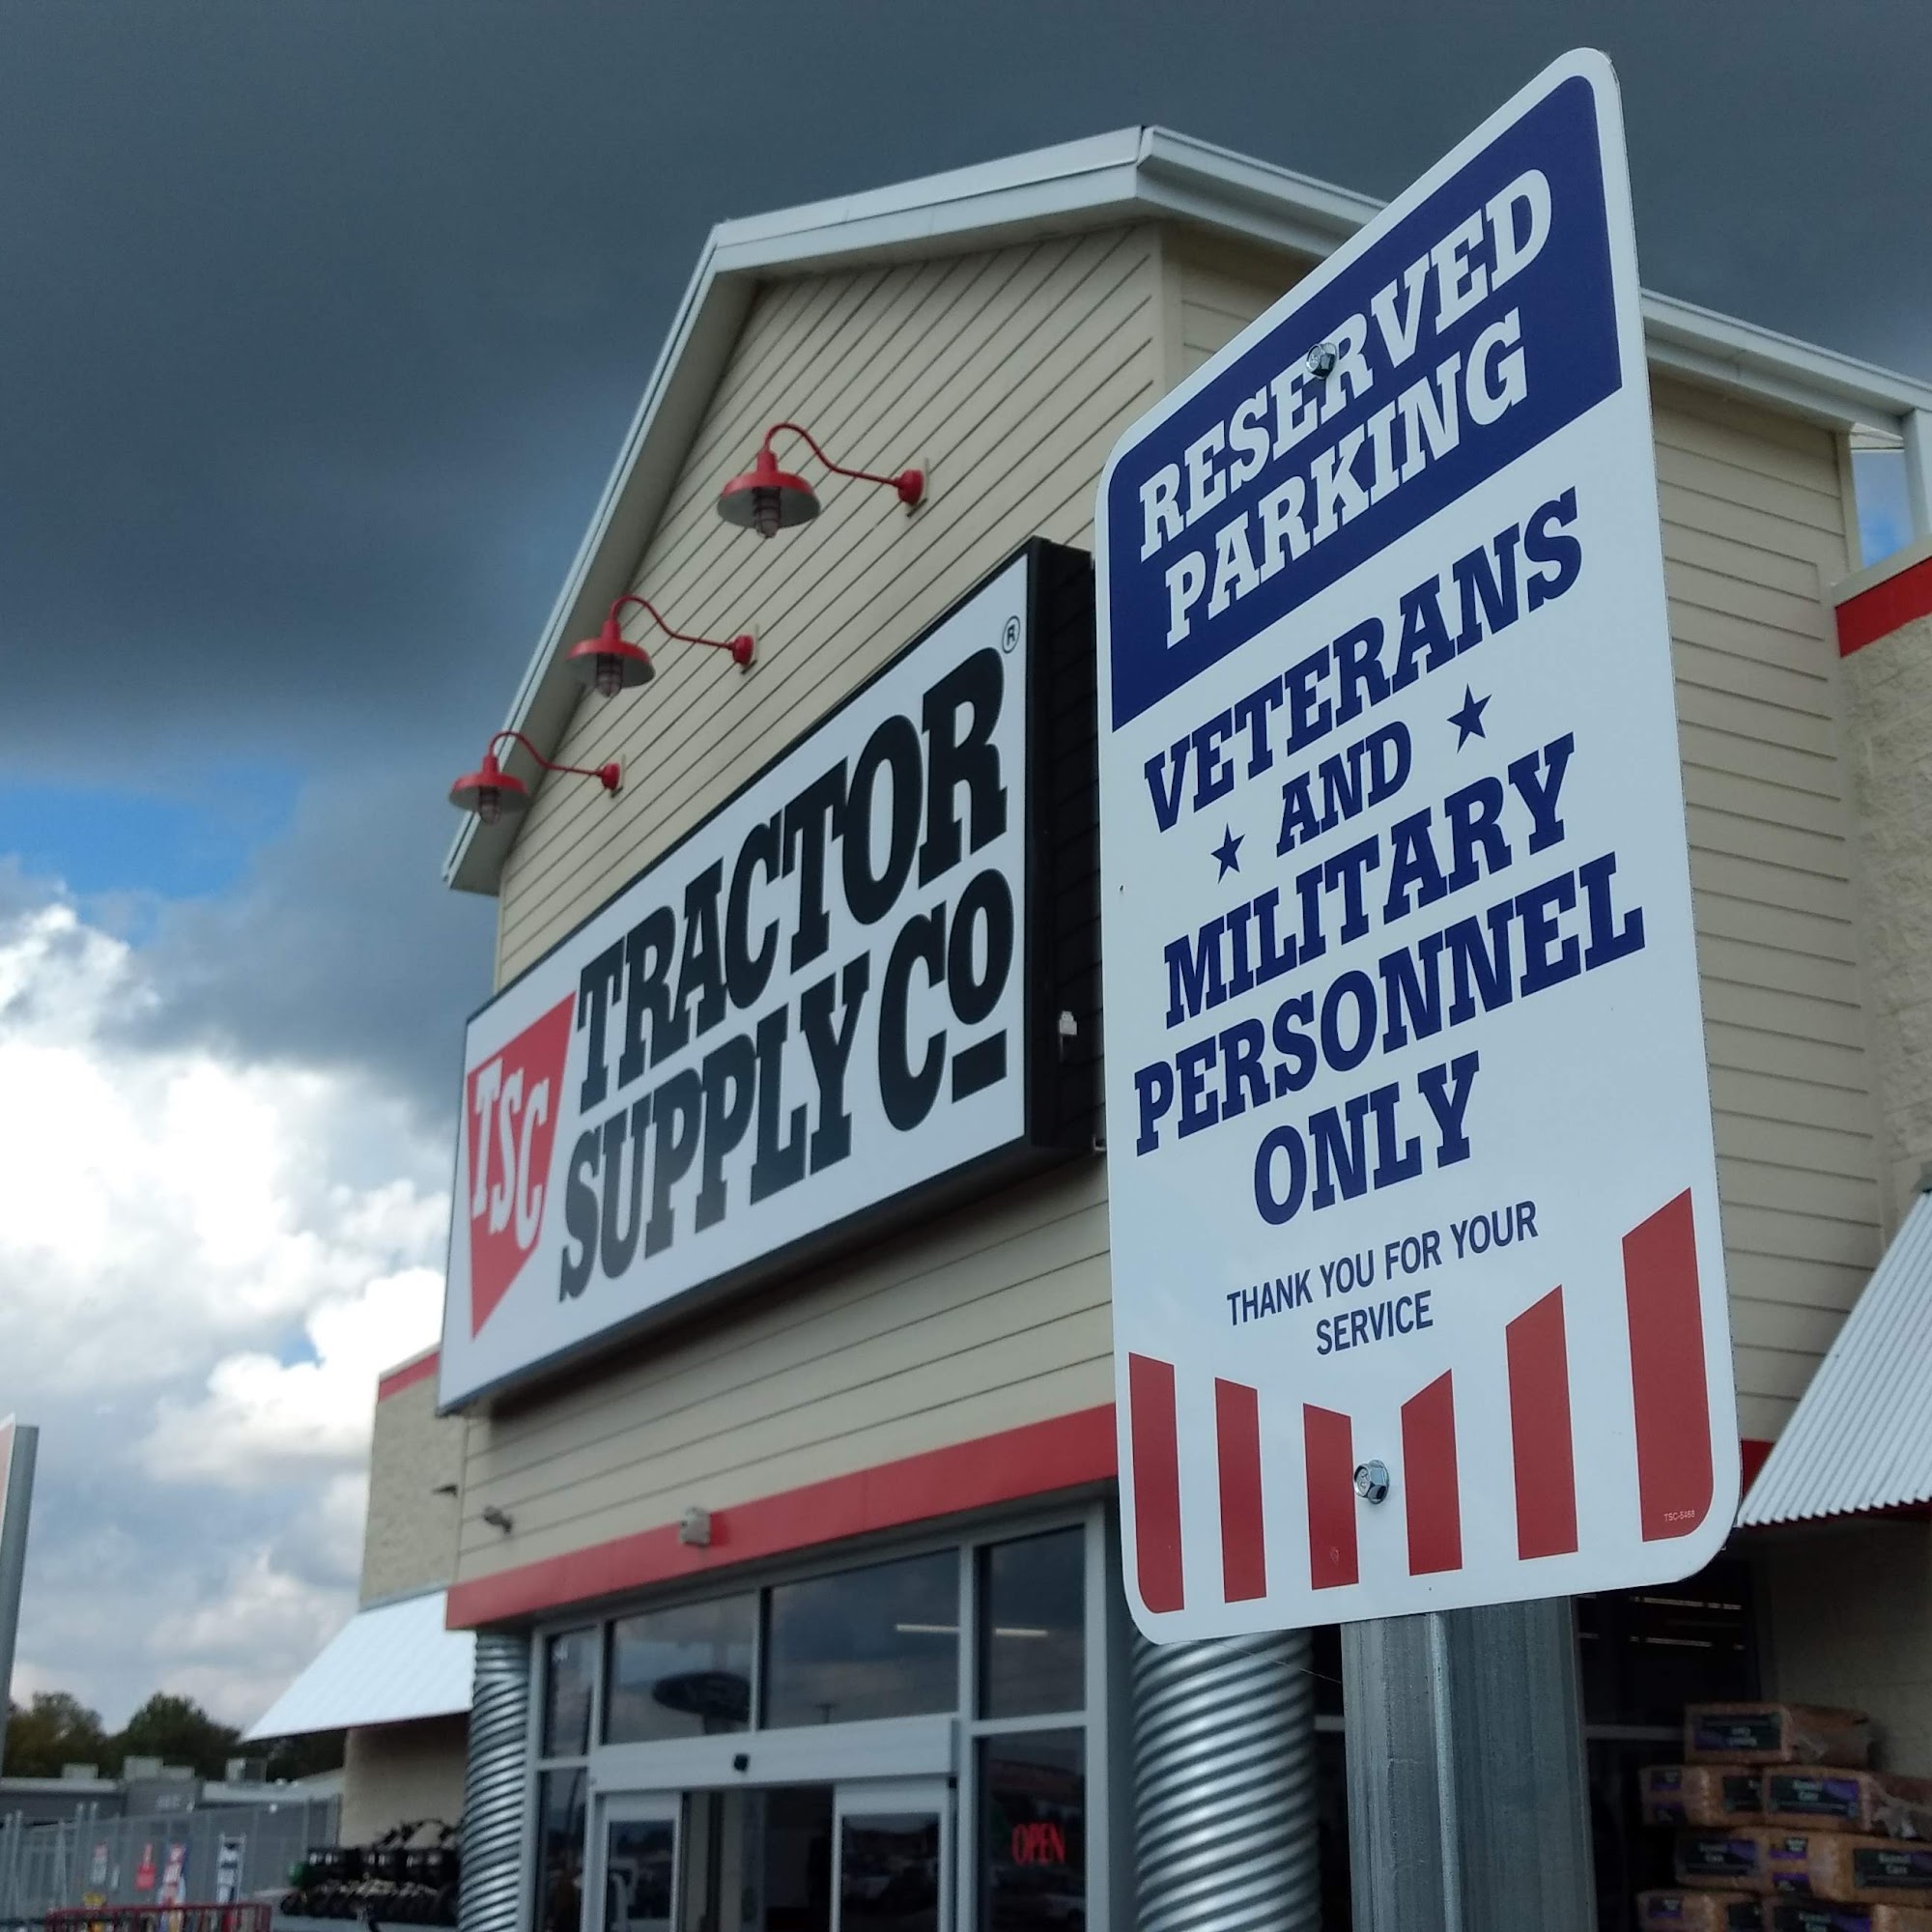 RESERVED
PARKING
VETERANS
★ AND ★
MILITARY
PERSONNEL
ONLY
THANK YOU FOR YOUR
SERVICE
TSC-5468
TSC
TRACTOR
SUPPLY Co
®
OPEN